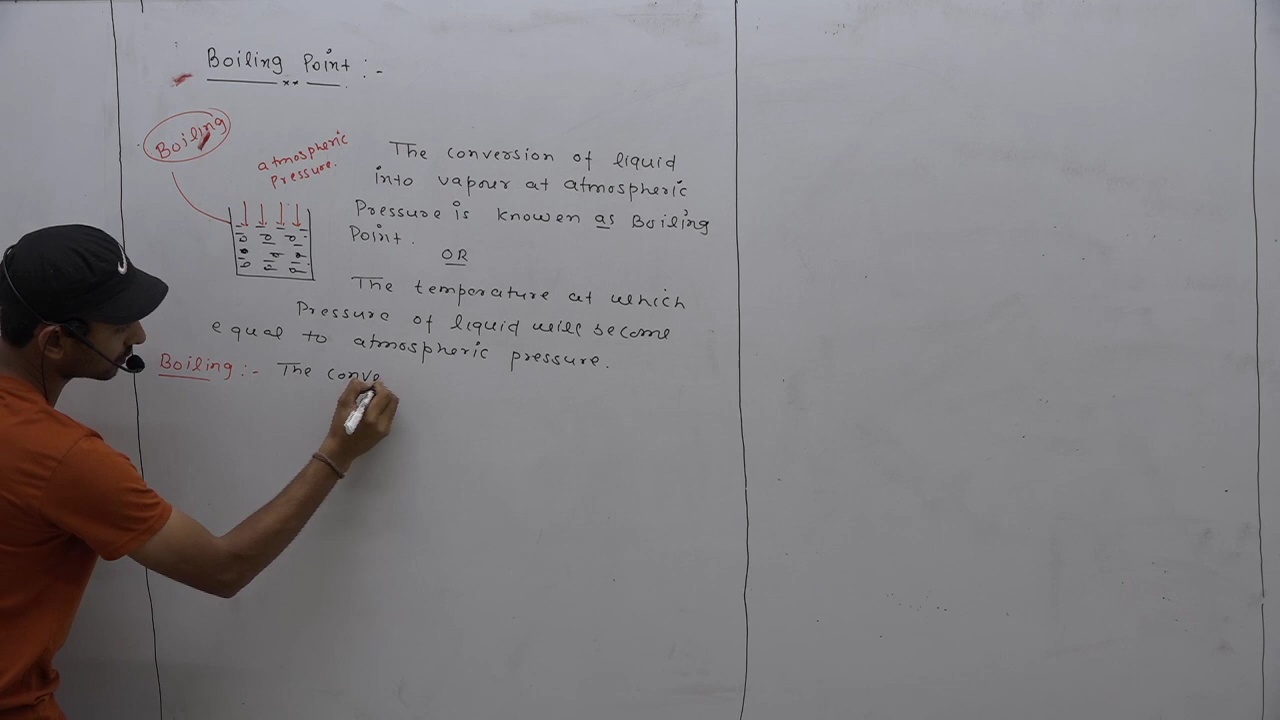 Boiling Point :-
Boiling
atmospheric
Pressure.
The conversion of liquid
into vapour at atmospheric
Pressure is knowen as Boiling
Point.
OR
The temperature at which
Pressure of liquid will become
equal to atmospheric pressure.
Boiling :- The conve